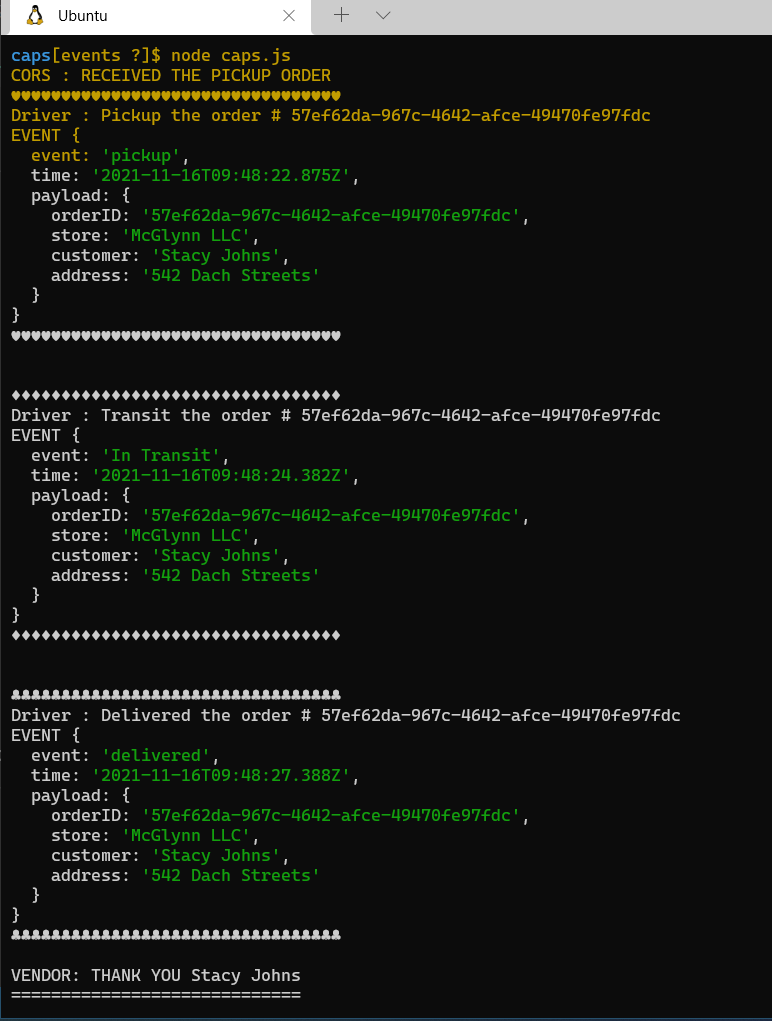 Ubuntu
caps[events ?]$ node caps.js
CORS : RECEIVED THE PICKUP ORDER
♥♥♥♥♥♥♥♥♥♥♥♥♥♥♥♥♥♥♥♥♥♥♥♥♥♥♥♥♥♥♥♥♥
Driver : Pickup the order # 57ef62da-967c-4642-afce-49470fe97fdc
EVENT {
  event: 'pickup',
  time: '2021-11-16T09:48:22.875Z',
  payload: {
    orderID: '57ef62da-967c-4642-afce-49470fe97fdc',
    store: 'McGlynn LLC',
    customer: 'Stacy Johns',
    address: '542 Dach Streets'
  }
}
♥♥♥♥♥♥♥♥♥♥♥♥♥♥♥♥♥♥♥♥♥♥♥♥♥♥♥♥♥♥♥♥♥
♦♦♦♦♦♦♦♦♦♦♦♦♦♦♦♦♦♦♦♦♦♦♦♦♦♦♦♦♦♦♦♦♦
Driver : Transit the order # 57ef62da-967c-4642-afce-49470fe97fdc
EVENT {
  event: 'In Transit',
  time: '2021-11-16T09:48:24.382Z',
  payload: {
    orderID: '57ef62da-967c-4642-afce-49470fe97fdc',
    store: 'McGlynn LLC',
    customer: 'Stacy Johns',
    address: '542 Dach Streets'
  }
}
♦♦♦♦♦♦♦♦♦♦♦♦♦♦♦♦♦♦♦♦♦♦♦♦♦♦♦♦♦♦♦♦♦
♣♣♣♣♣♣♣♣♣♣♣♣♣♣♣♣♣♣♣♣♣♣♣♣♣♣♣♣♣♣♣♣♣
Driver : Delivered the order # 57ef62da-967c-4642-afce-49470fe97fdc
EVENT {
  event: 'delivered',
  time: '2021-11-16T09:48:27.388Z',
  payload: {
    orderID: '57ef62da-967c-4642-afce-49470fe97fdc',
    store: 'McGlynn LLC',
    customer: 'Stacy Johns',
    address: '542 Dach Streets'
  }
}
♣♣♣♣♣♣♣♣♣♣♣♣♣♣♣♣♣♣♣♣♣♣♣♣♣♣♣♣♣♣♣♣♣
VENDOR: THANK YOU Stacy Johns
=============================